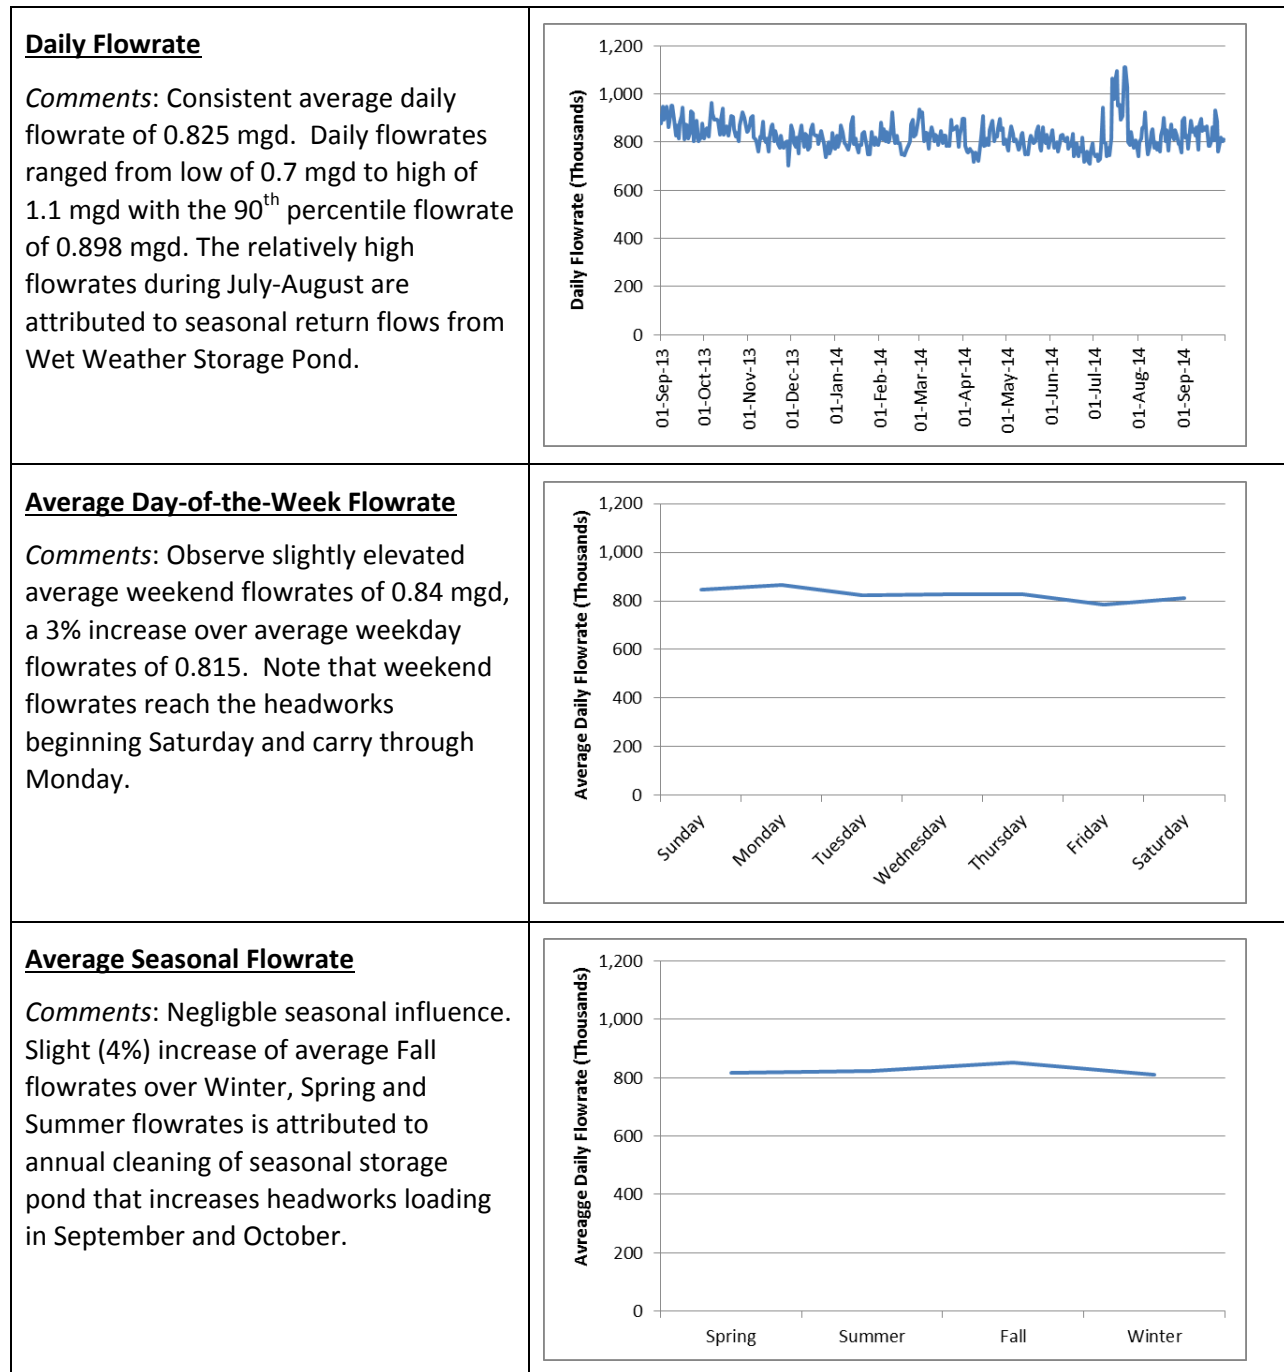 Daily Flowrate
Comments: Consistent average daily
flowrate of 0.825 mgd.  Daily flowrates
ranged from low of 0.7 mgd to high of
1.1 mgd with the 90th percentile flowrate
of 0.898 mgd. The relatively high
flowrates during July-August are
attributed to seasonal return flows from
Wet Weather Storage Pond.
Daily Flowrate (Thousands)
1,200
1,000
800
600
400
200
0
01-Sep-13
01-Oct-13
01-Nov-13
01-Dec-13
01-Jan-14
01-Feb-14
01-Mar-14
01-Apr-14
01-May-14
01-Jun-14
01-Jul-14
01-Aug-14
01-Sep-14
Average Day-of-the-Week Flowrate
Comments: Observe slightly elevated
average weekend flowrates of 0.84 mgd,
a 3% increase over average weekday
flowrates of 0.815.  Note that weekend
flowrates reach the headworks
beginning Saturday and carry through
Monday.
Average Daily Flowrate (Thousands)
1,200
1,000
800
600
400
200
0
Sunday
Monday
Tuesday
Wednesday
Thursday
Friday
Saturday
Average Seasonal Flowrate
Comments: Negligble seasonal influence.
Slight (4%) increase of average Fall
flowrates over Winter, Spring and
Summer flowrates is attributed to
annual cleaning of seasonal storage
pond that increases headworks loading
in September and October.
Avreagge Daily Flowrate (Thousands)
1,200
1,000
800
600
400
200
0
Spring
Summer
Fall
Winter